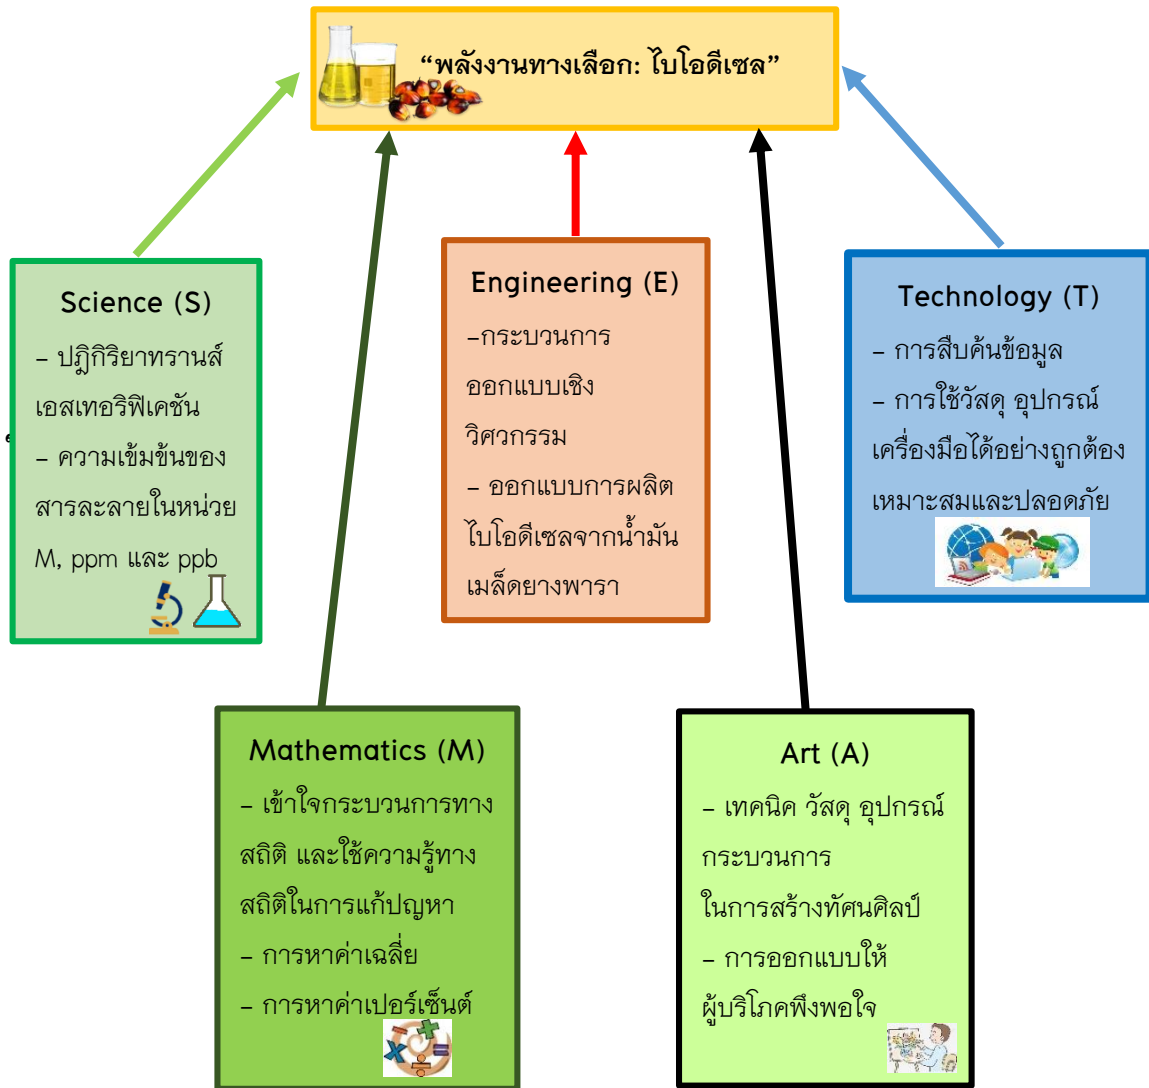 “พลังงานทางเลือก: ไบโอดีเซล”
Science (S)
– ปฎิกิริยาทรานส์
เอสเทอริฟิเคชัน
– ความเข้มข้นของ
สารละลายในหน่วย
M, ppm และ ppb
Engineering (E)
–กระบวนการ
ออกแบบเชิง
วิศวกรรม
– ออกแบบการผลิต
ไบโอดีเซลจากน้ำมัน
เมล็ดยางพารา
Technology (T)
– การสืบค้นข้อมูล
– การใช้วัสดุ อุปกรณ์
เครื่องมือได้อย่างถูกต้อง
เหมาะสมและปลอดภัย
Mathematics (M)
– เข้าใจกระบวนการทาง
สถิติ และใช้ความรู้ทาง
สถิติในการแก้ปญหา
– การหาค่าเฉลี่ย
– การหาค่าเปอร์เซ็นต์
Art (A)
– เทคนิค วัสดุ อุปกรณ์
กระบวนการ
ในการสร้างทัศนศิลป์
– การออกแบบให้
ผู้บริโภคพึงพอใจ